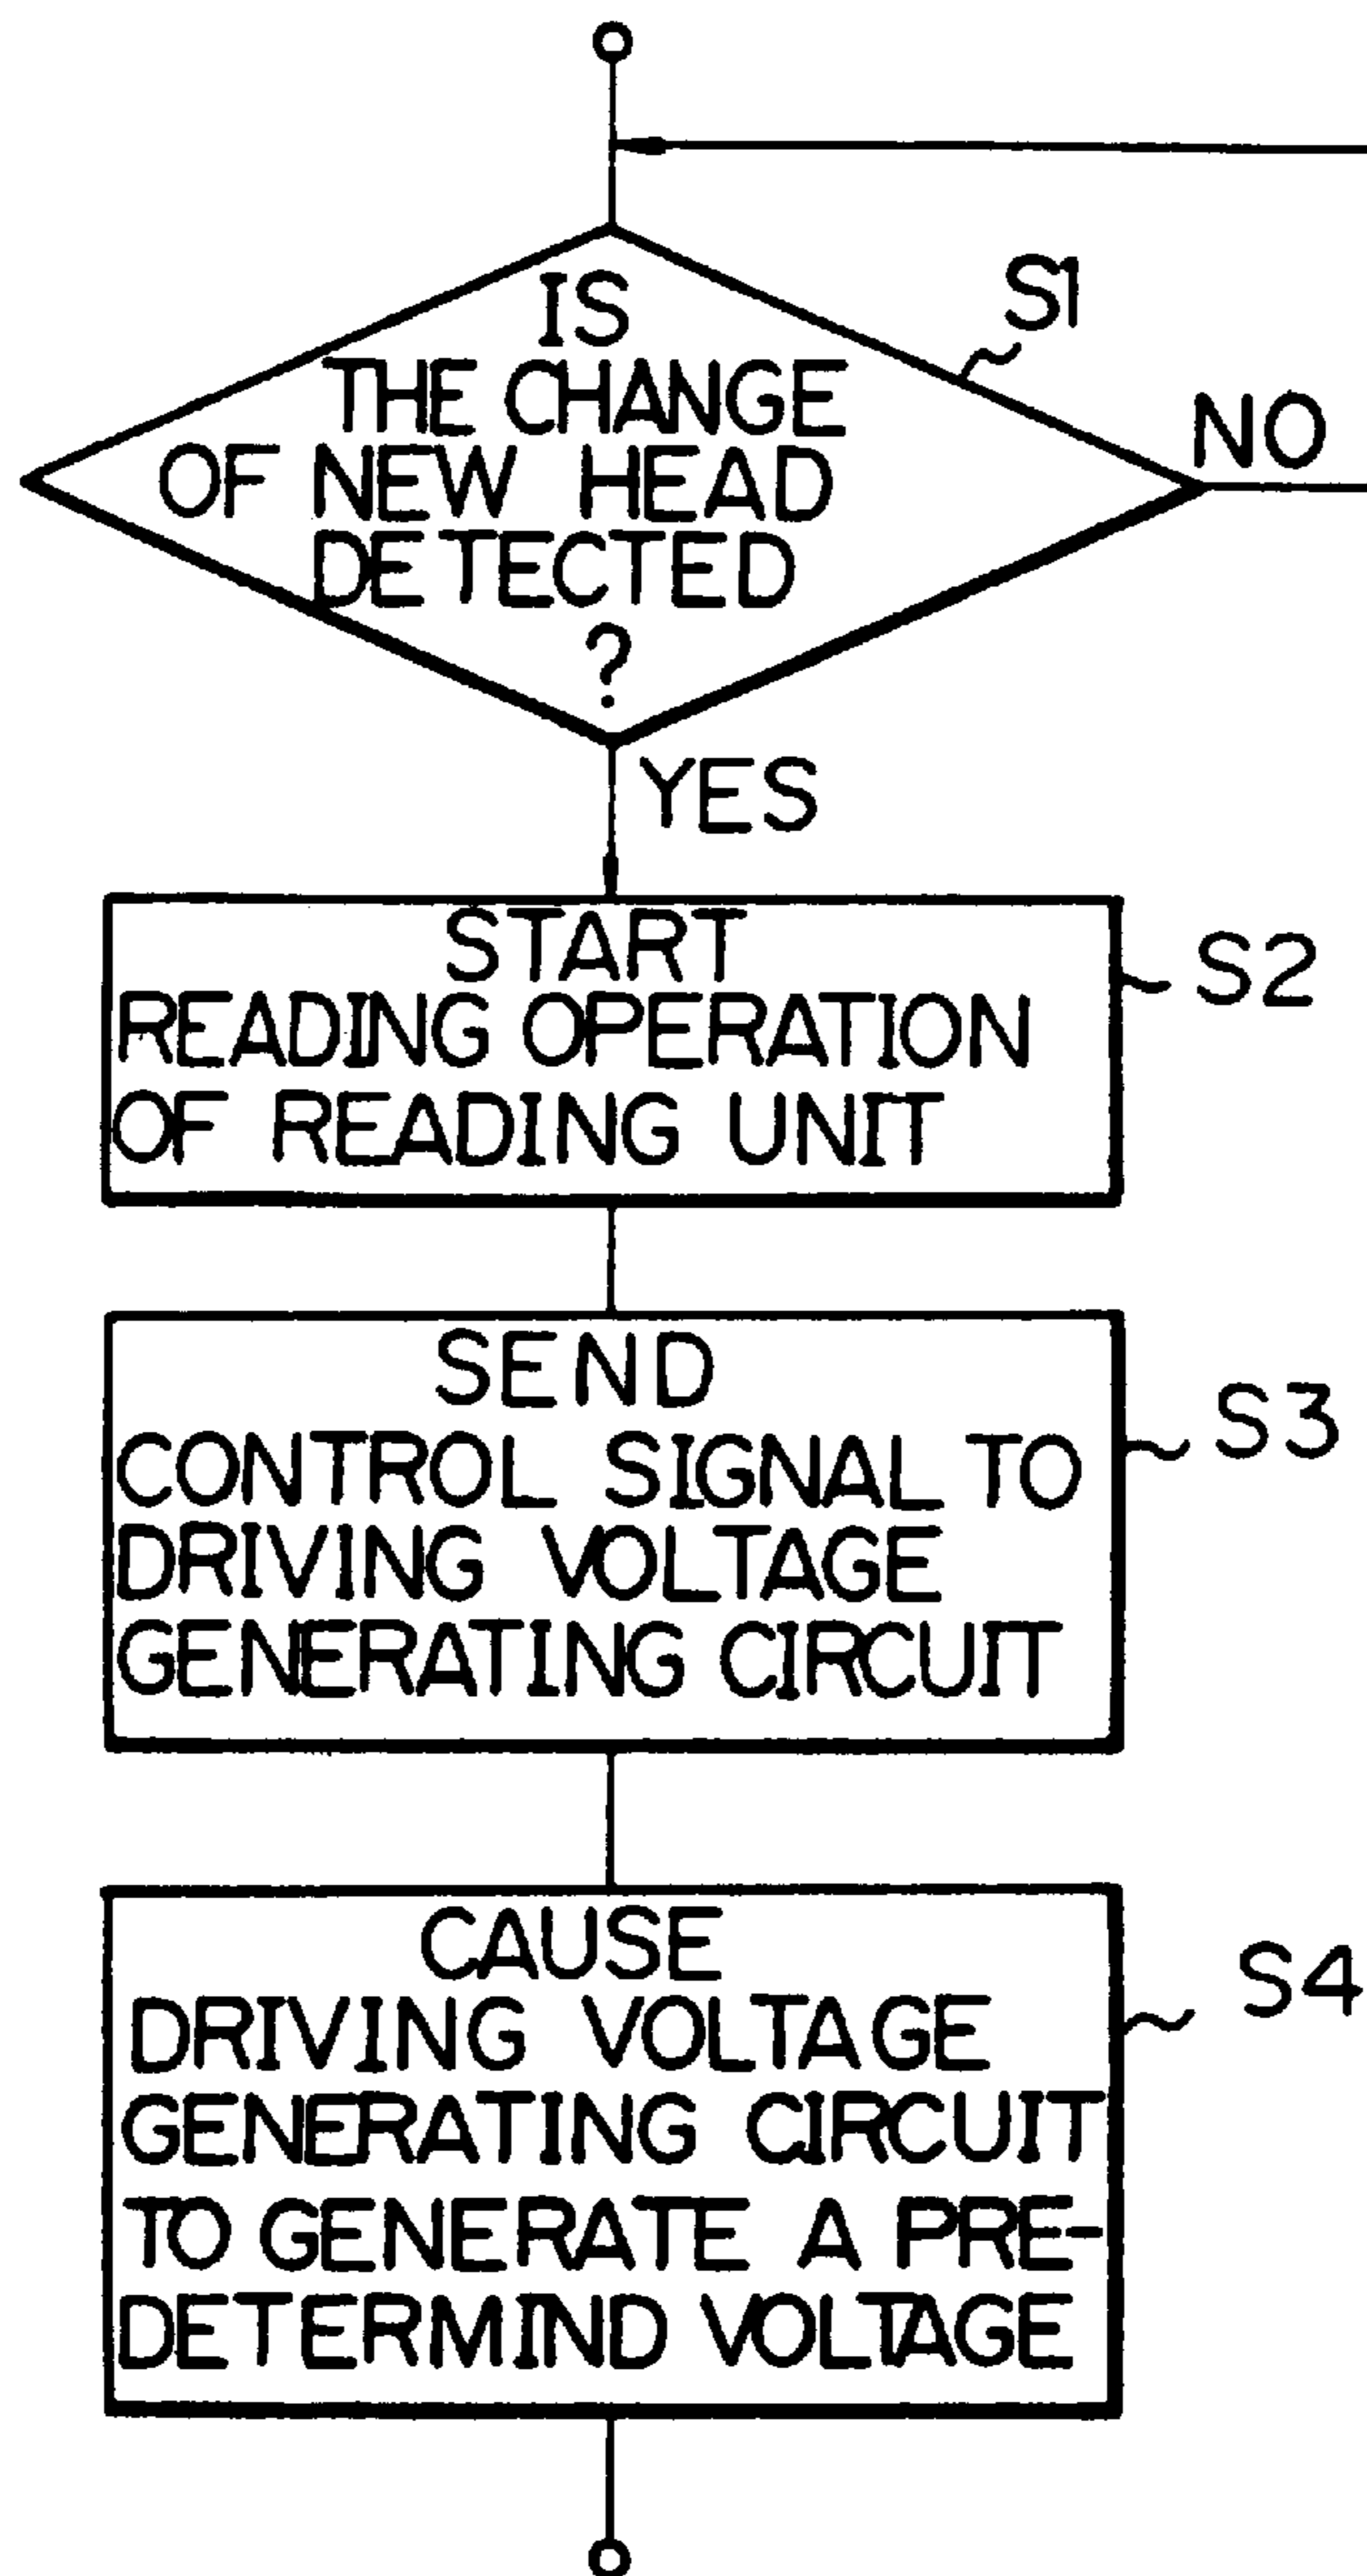 IS
THE CHANGE
OF NEW HEAD
DETECTED
?
S1
NO
YES
START
READING OPERATION
OF READING UNIT
S2
SEND
CONTROL SIGNAL TO
DRIVING VOLTAGE
GENERATING CIRCUIT
S3
CAUSE
DRIVING VOLTAGE
GENERATING CIRCUIT
TO GENERATE A PRE-
DETERMIND VOLTAGE
S4